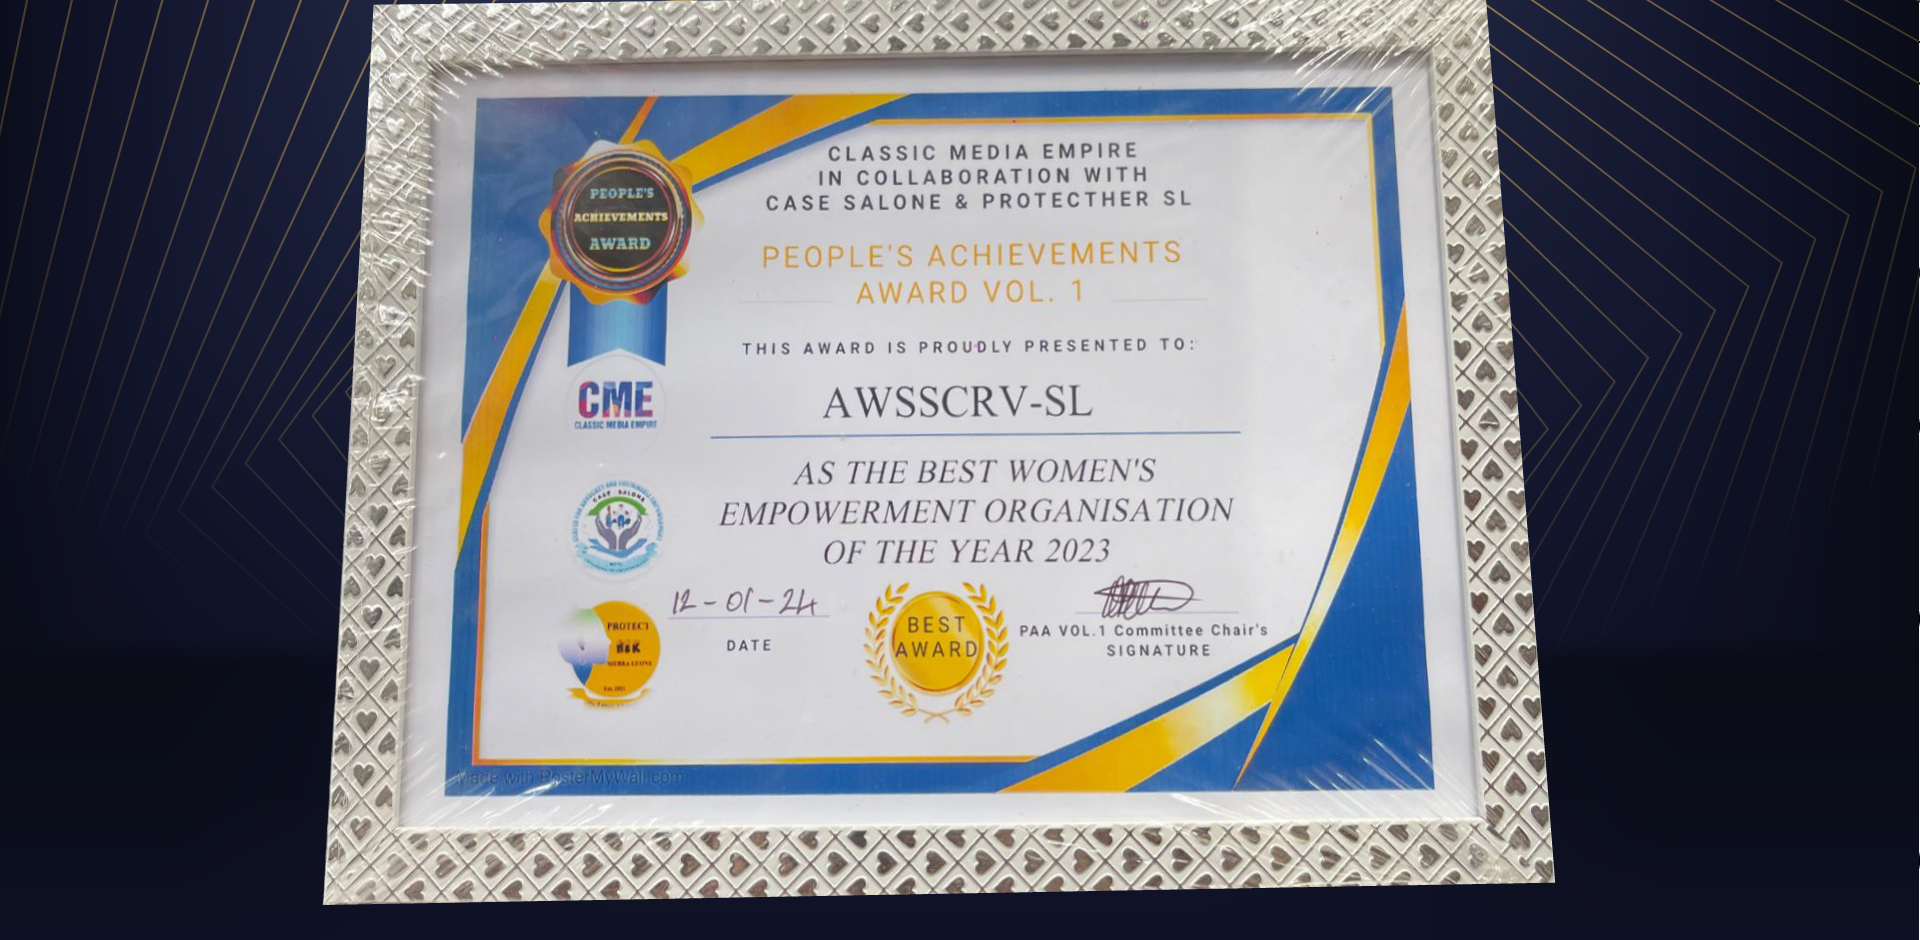 CLASSIC MEDIA EMPIRE
IN COLLABORATION WITH
CASE SALONE & PROTECTHER SL
PEOPLE'S
ACHIEVEMENTS
AWARD
PEOPLE'S ACHIEVEMENTS
AWARD VOL. 1
THIS AWARD IS PROUDLY PRESENTED TO:
AWSSCRV-SL
CME
CLASSIC MEDIA EMPIRE
AS THE BEST WOMEN'S
EMPOWERMENT ORGANISATION
OF THE YEAR 2023
CASE - SALONE
12-01-24
DATE
BEST
AWARD
PAA VOL.1 Committee Chair's
SIGNATURE
PROTECT
HER
SIERRA LEONE
Made with PosterMyWall.com